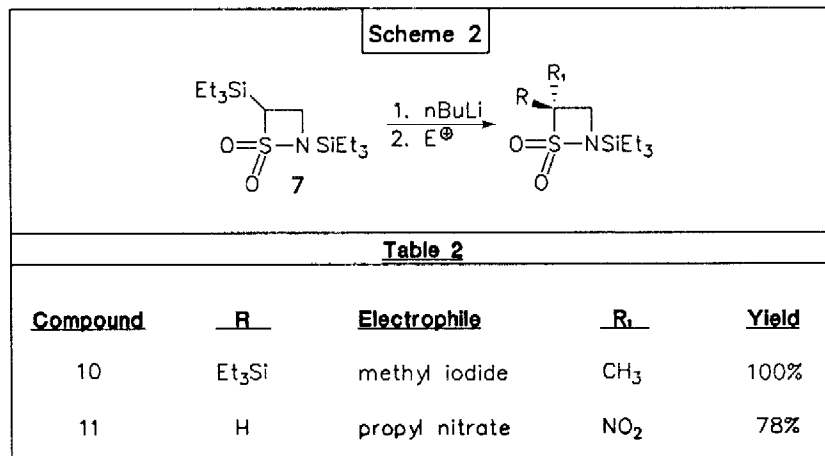 Scheme 2
Et₃Si
O=S-N SiEt₃
O
7
1. nBuLi
2. E⊕
R R₁
O=S-NSiEt₃
O
Table 2
Compound R Electrophile R₁ Yield
10 Et₃Si methyl iodide CH₃ 100%
11 H propyl nitrate NO₂ 78%